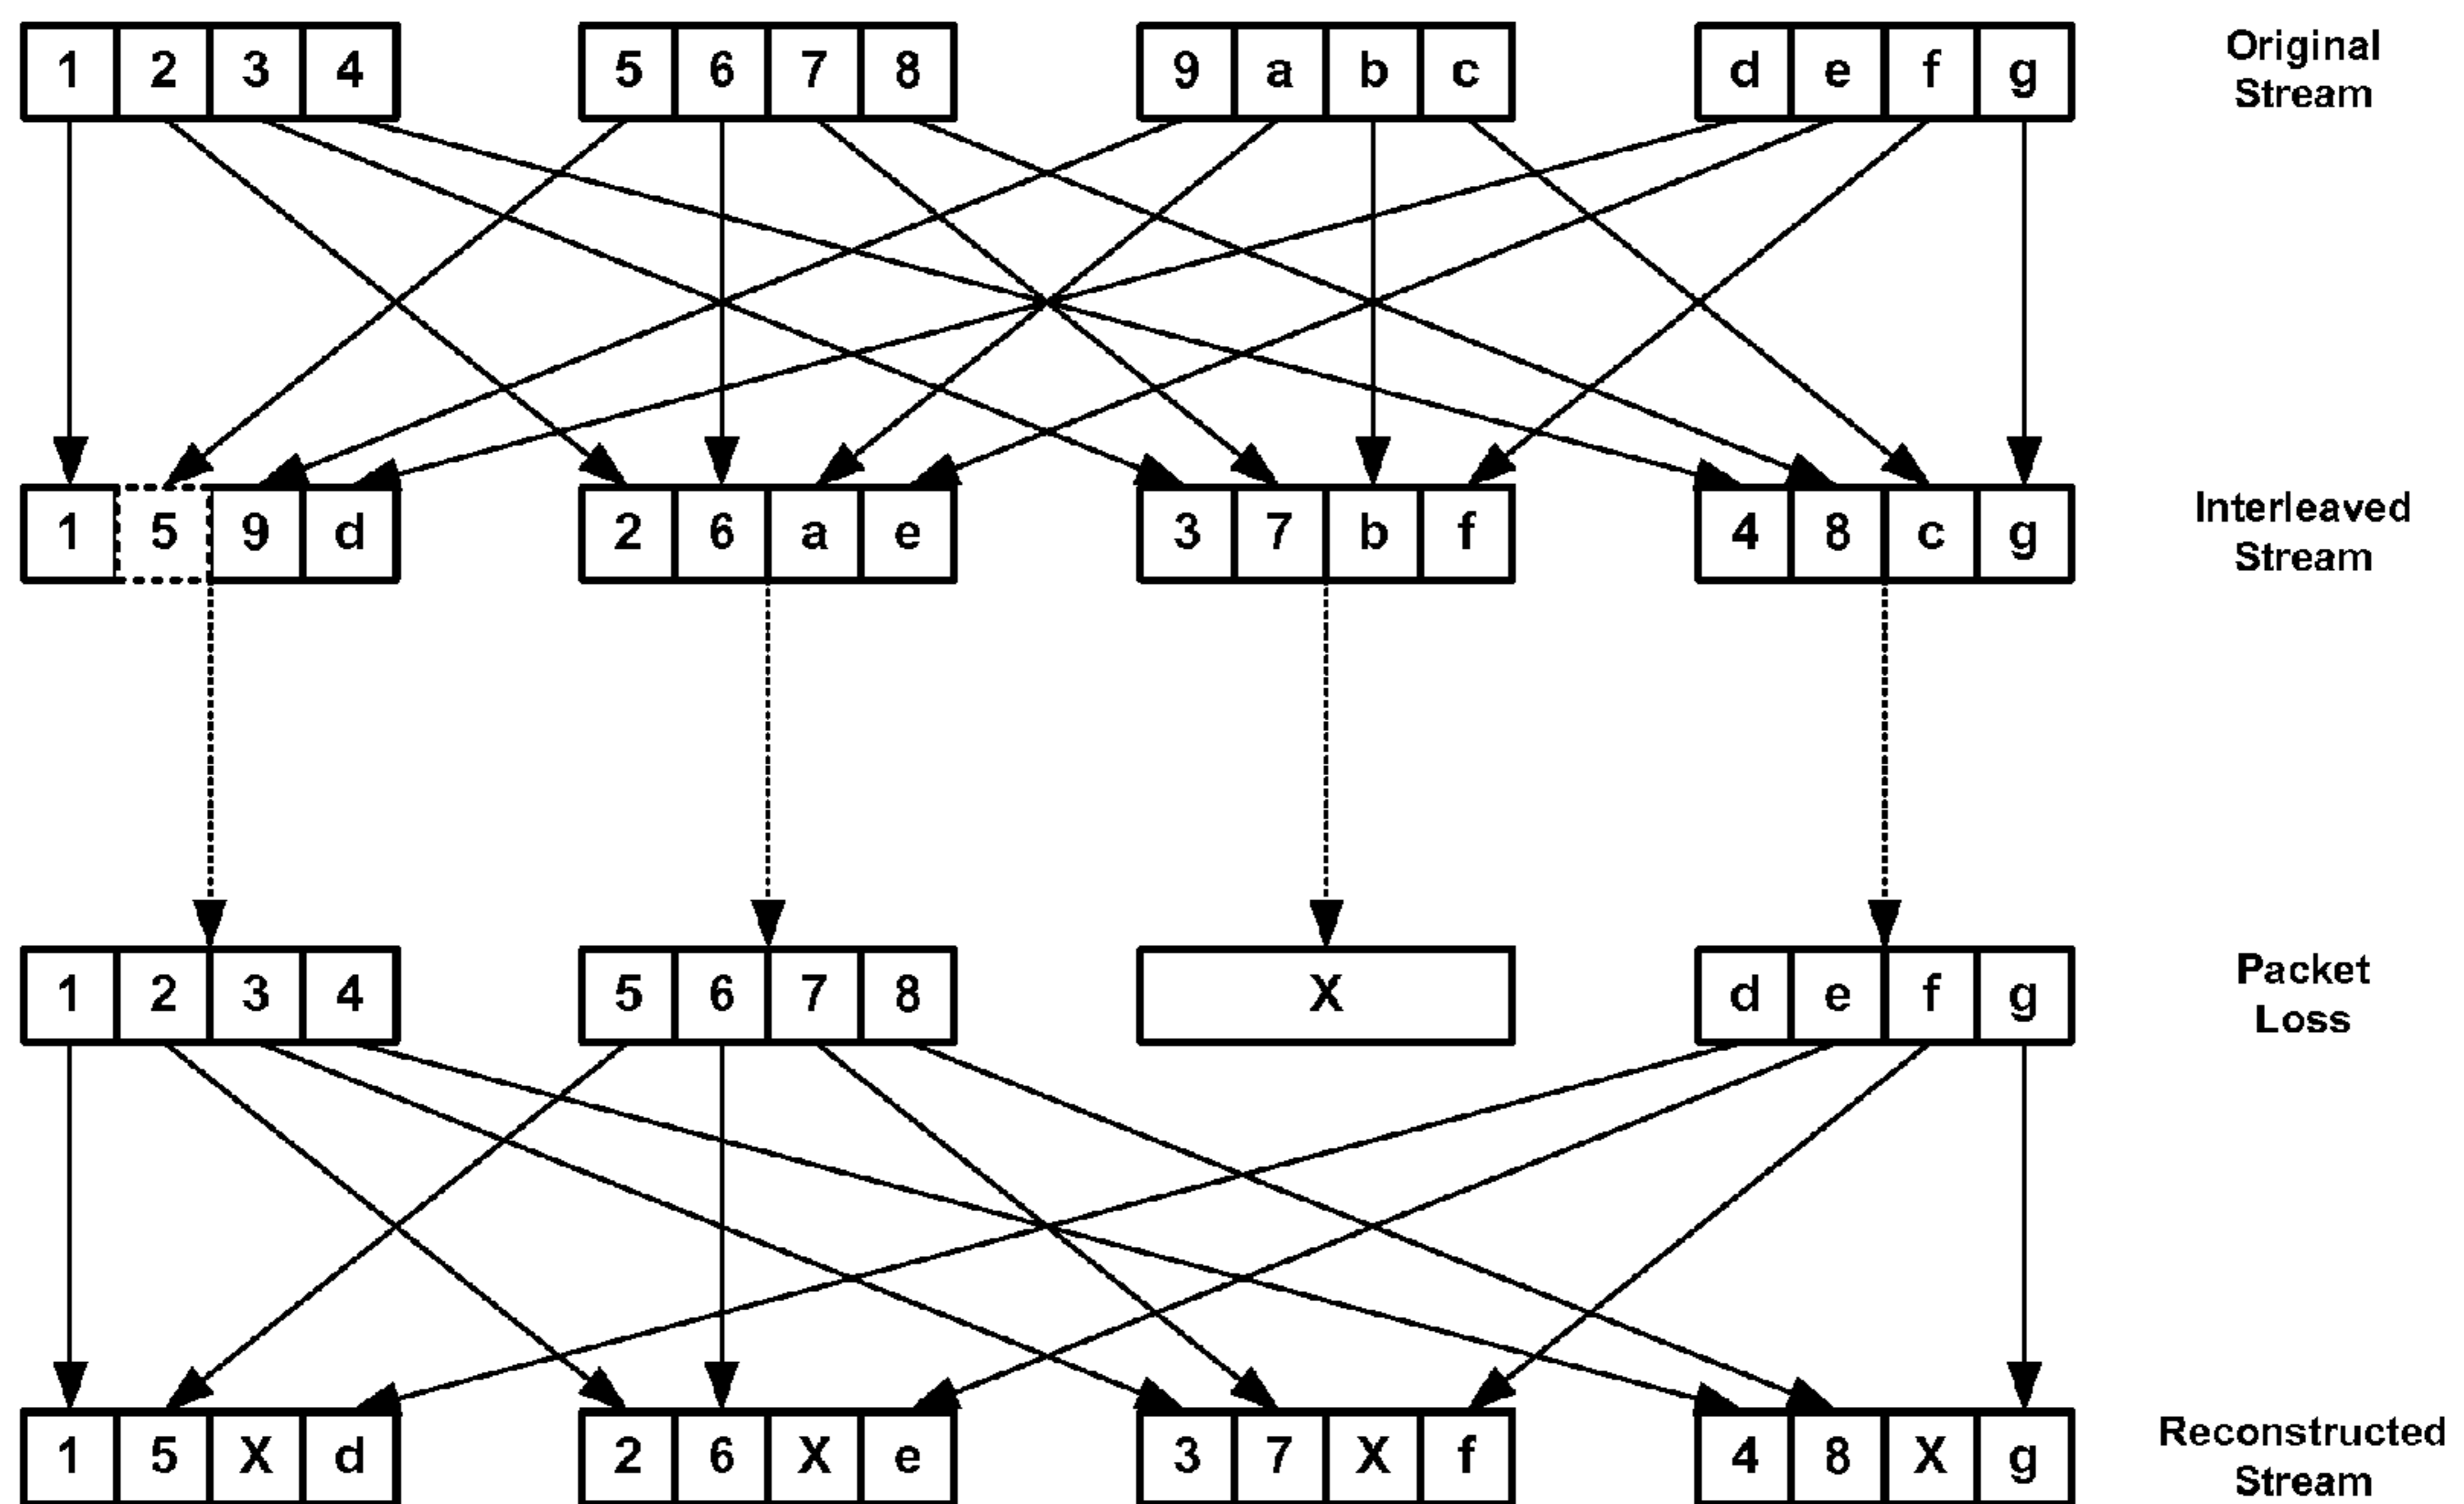 1 2 3 4 5 6 7 8 9 a b c d e f g Original
Stream
1 5 9 d 2 6 a e 3 7 b f 4 8 c g Interleaved
Stream
1 2 3 4 5 6 7 8 X d e f g Packet
Loss
1 5 X d 2 6 X e 3 7 X f 4 8 X g Reconstructed
Stream